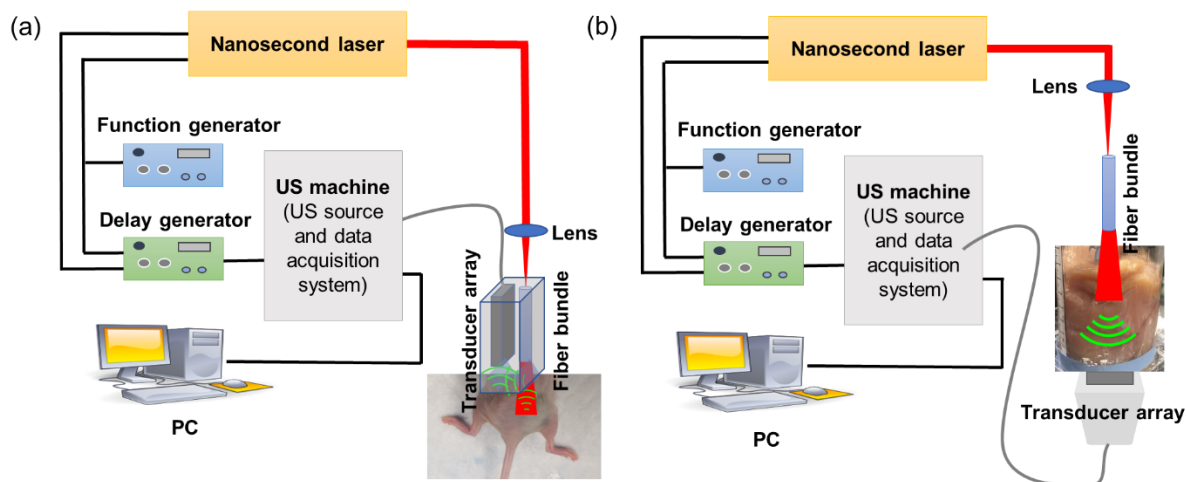 (a)
Nanosecond laser
Function generator
Delay generator
US machine
(US source
and data
acquisition
system)
Lens
Transducer array
Fiber bundle
PC
(b)
Nanosecond laser
Lens
Function generator
Delay generator
US machine
(US source
and data
acquisition
system)
Fiber bundle
Transducer array
PC